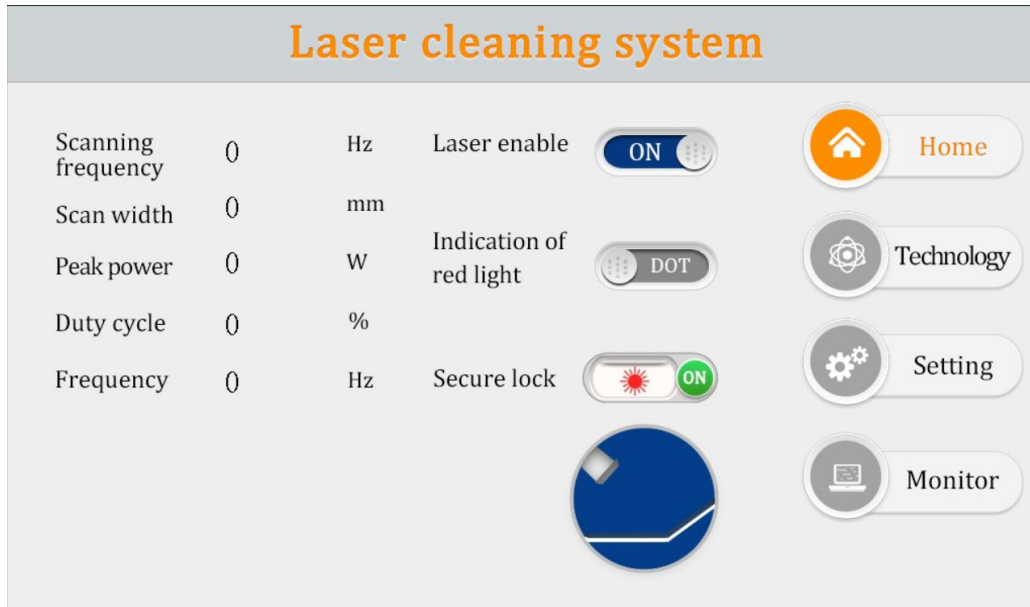 Laser cleaning system
Scanning
frequency
0
Hz
Scan width
0
mm
Peak power
0
W
Duty cycle
0
%
Frequency
0
Hz
Laser enable
ON
Indication of
red light
DOT
Secure lock
ON
Home
Technology
Setting
Monitor